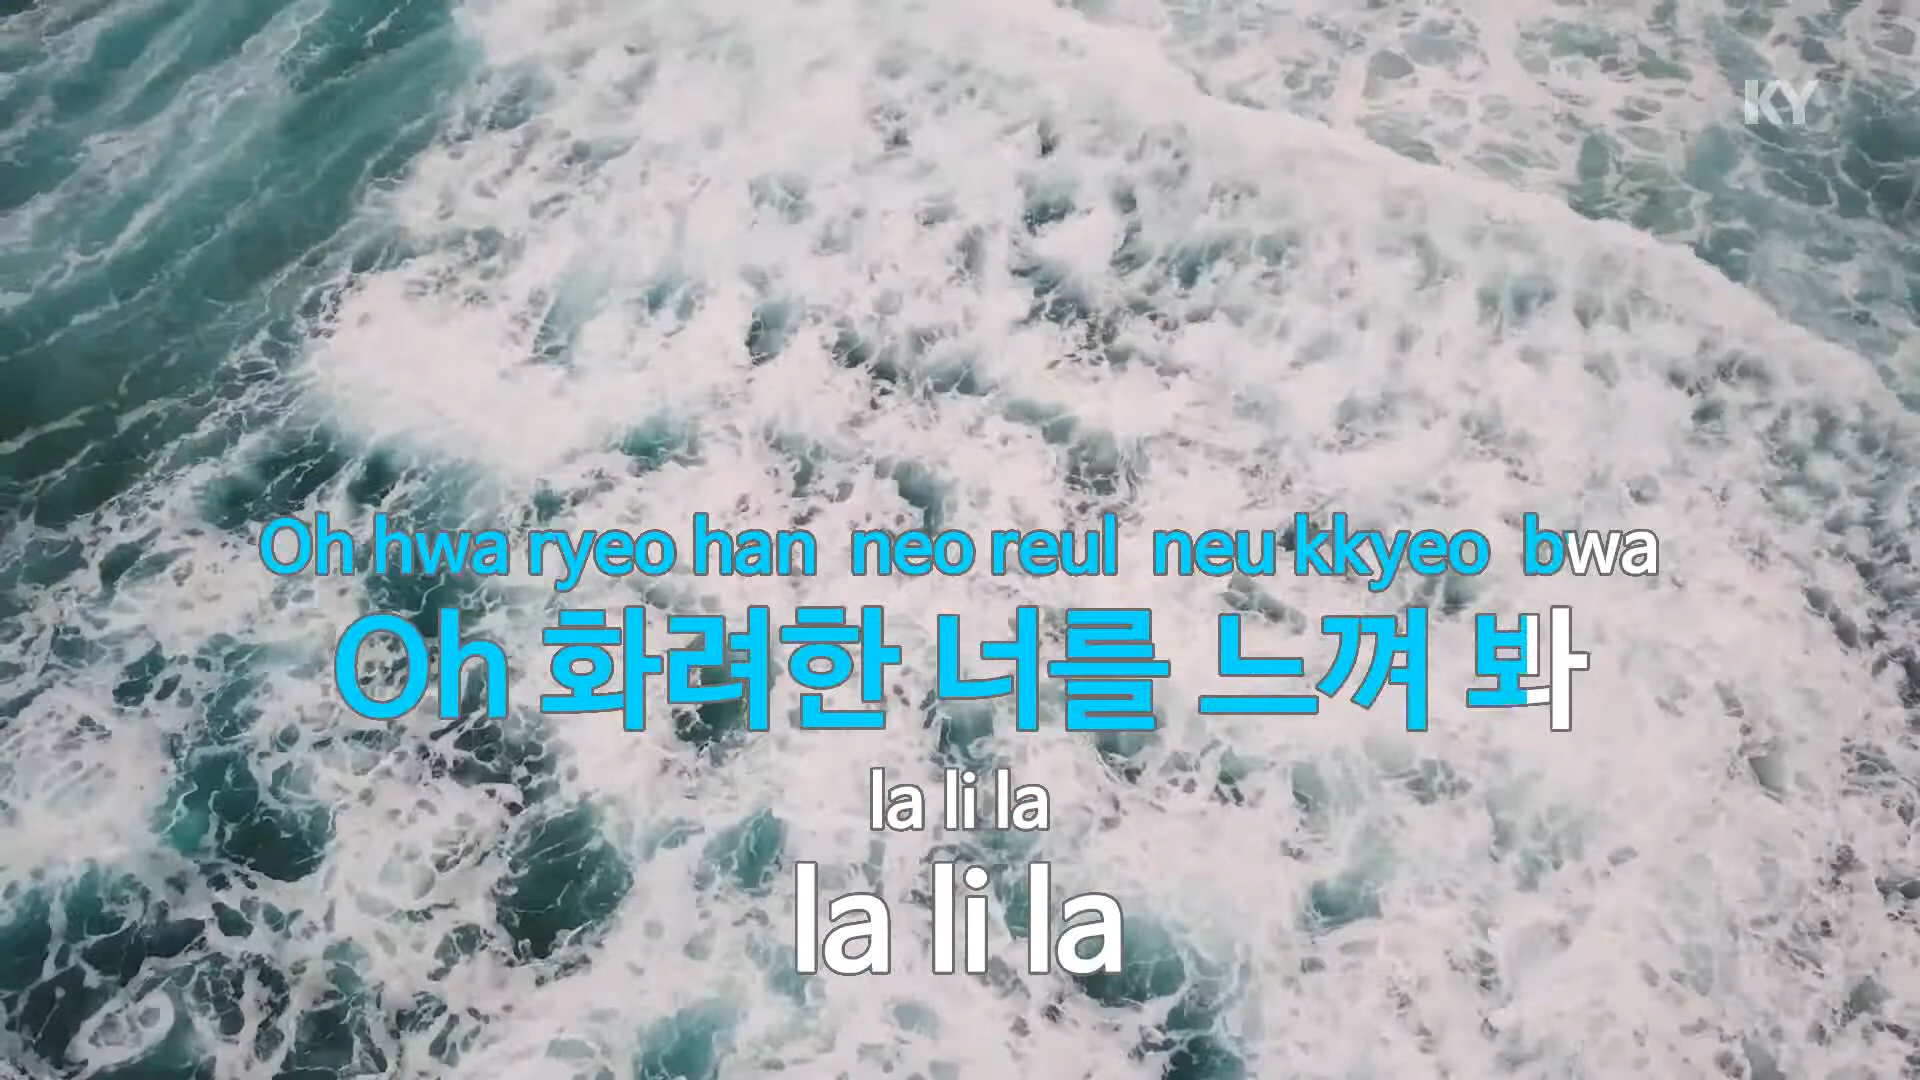 KY
Oh hwa ryeo han neo reul neu kkyeo bwa
Oh 화려한 너를 느껴 봐
la li la
la li la